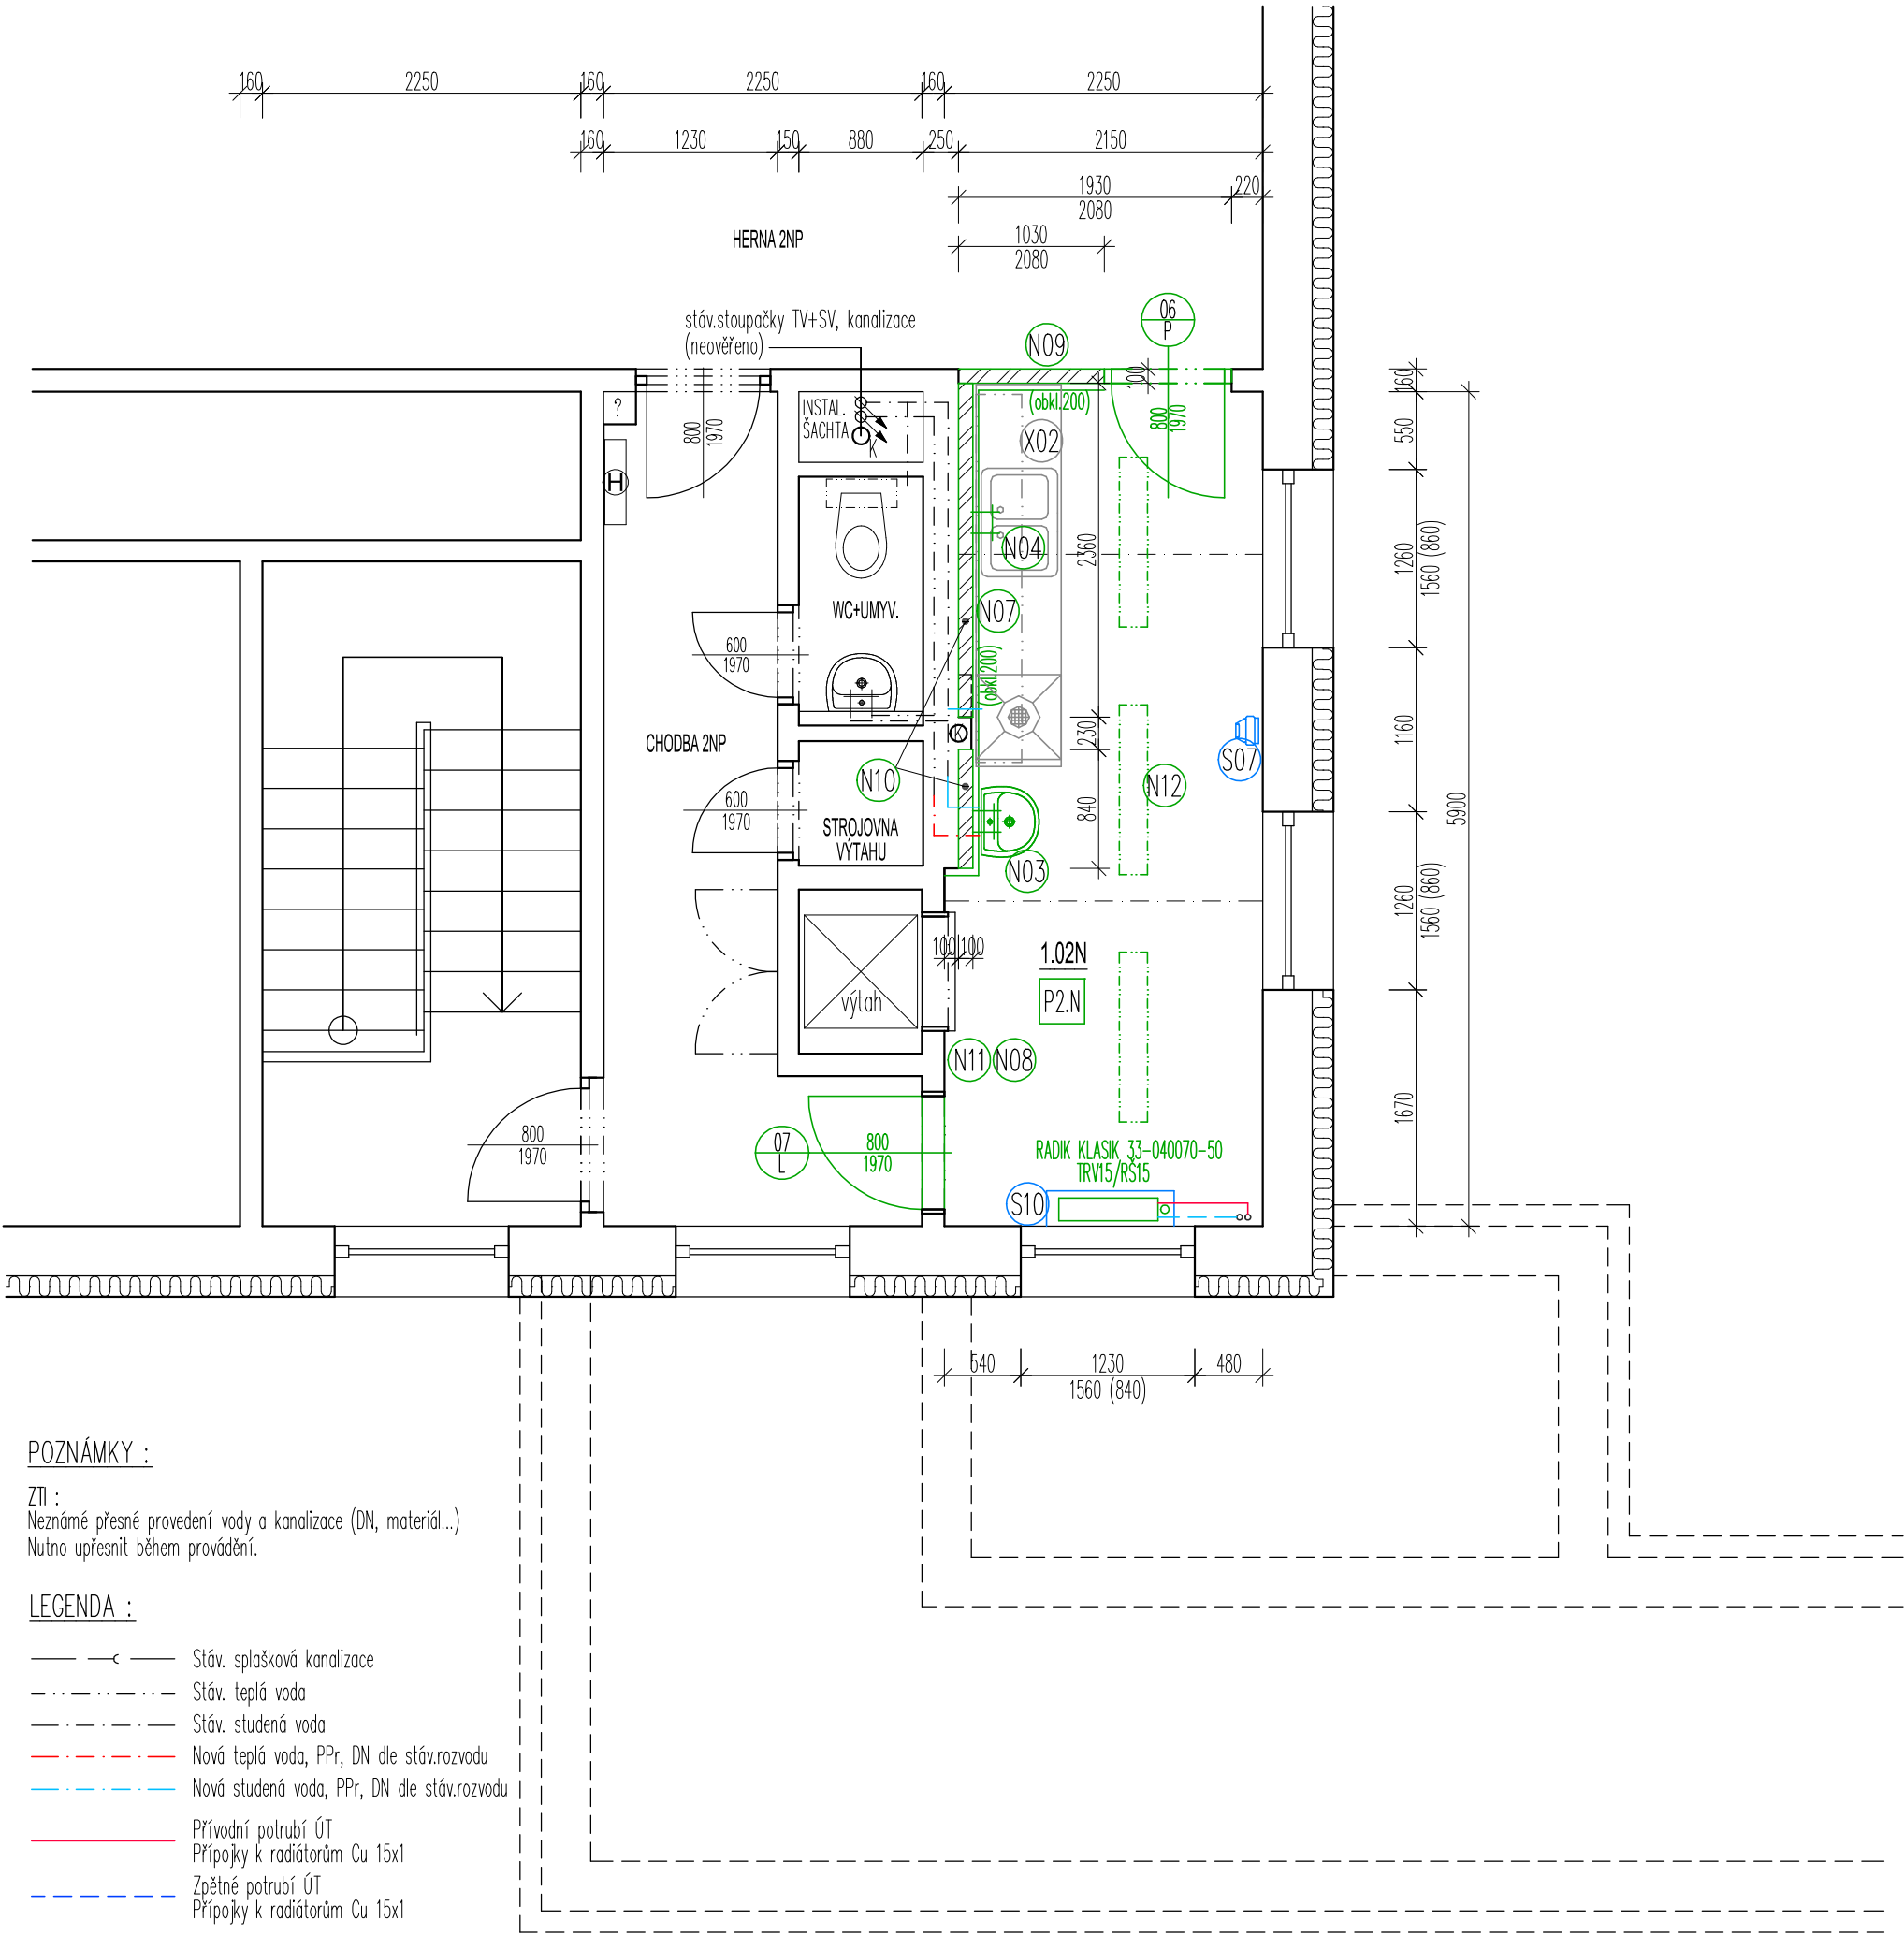 160 2250 160 2250 160 2250
160 1230 150 880 250 2150
1930 220
2080
1030
2080
HERNA 2NP
stáv.stoupačky TV+SV, kanalizace
(neověřeno)
N09
06
P
100
160
?
INSTAL.
ŠACHTA
K
800
1970
(obkl.200)
X02
800
1970
550
H
N04
2360
1260
1560 (860)
WC+UMYV.
N07
600
1970
(obkl.200)
1160
CHODBA 2NP
K
230
S07
N10
N12
600
1970
840
5900
STROJOVNA
VÝTAHU
N03
1260
1560 (860)
100 100
1.02N
P2.N
výtah
N11 N08
1670
800
1970
07
L
800
1970
RADIK KLASIK 33-040070-50
TRV15/RŠ15
S10
540 1230 480
1560 (840)
POZNÁMKY :
ZTI :
Neznámé přesné provedení vody a kanalizace (DN, materiál...)
Nutno upřesnit během provádění.
LEGENDA :
Stáv. splašková kanalizace
Stáv. teplá voda
Stáv. studená voda
Nová teplá voda, PPr, DN dle stáv.rozvodu
Nová studená voda, PPr, DN dle stáv.rozvodu
Přívodní potrubí ÚT
Přípojky k radiátorům Cu 15x1
Zpětné potrubí ÚT
Přípojky k radiátorům Cu 15x1